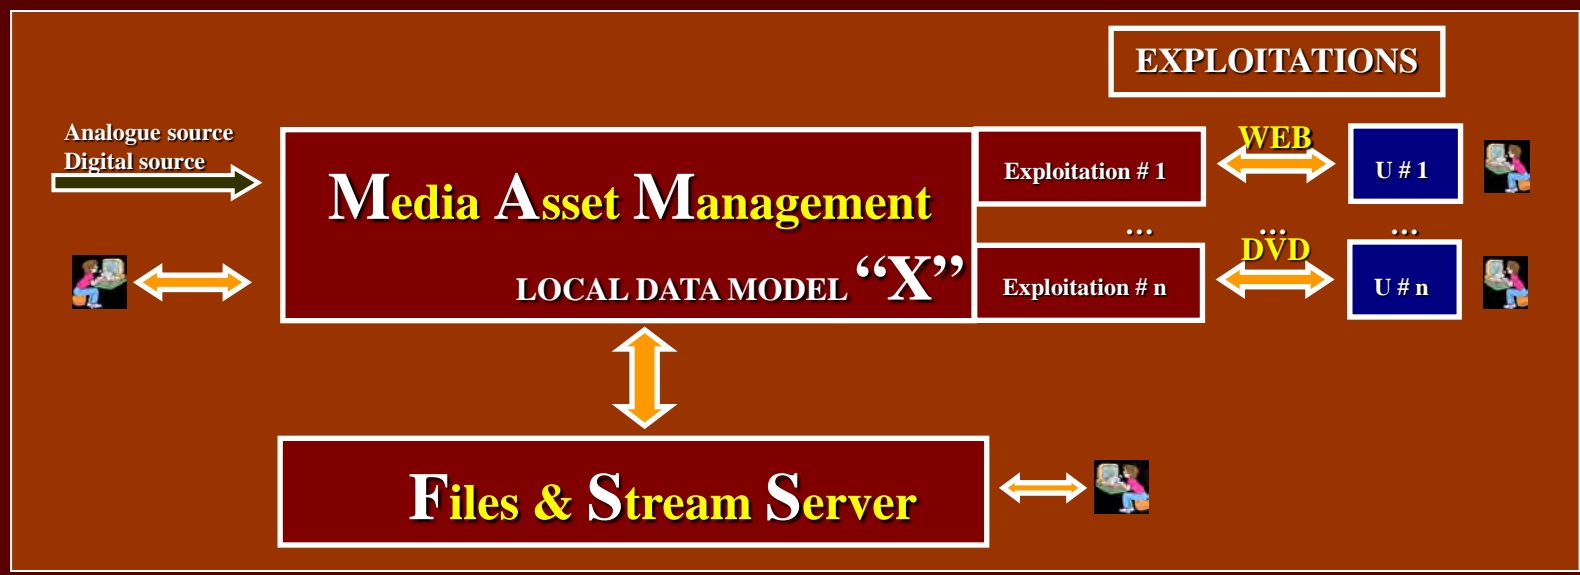 EXPLOITATIONS
Analogue source
Digital source
Media Asset Management
LOCAL DATA MODEL “X”
Exploitation # 1
WEB
U # 1
... ... ...
Exploitation # n
DVD
U # n
Files & Stream Server